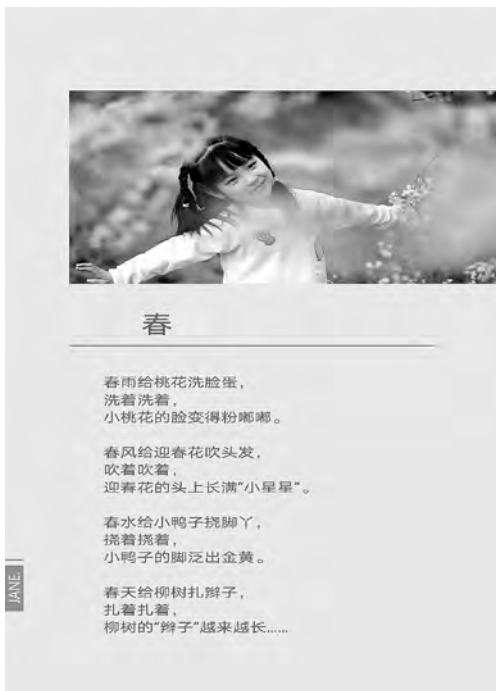 春
春雨给桃花洗脸蛋，
洗着洗着，
小桃花的脸变得粉嘟嘟。
春风给迎春花吹头发，
吹着吹着，
迎春花的头上长满“小星星”。
春水给小鸭子挠脚丫，
挠着挠着，
小鸭子的脚泛出金黄。
春天给柳树扎辫子，
扎着扎着，
柳树的“辫子”越来越长……
JANE.